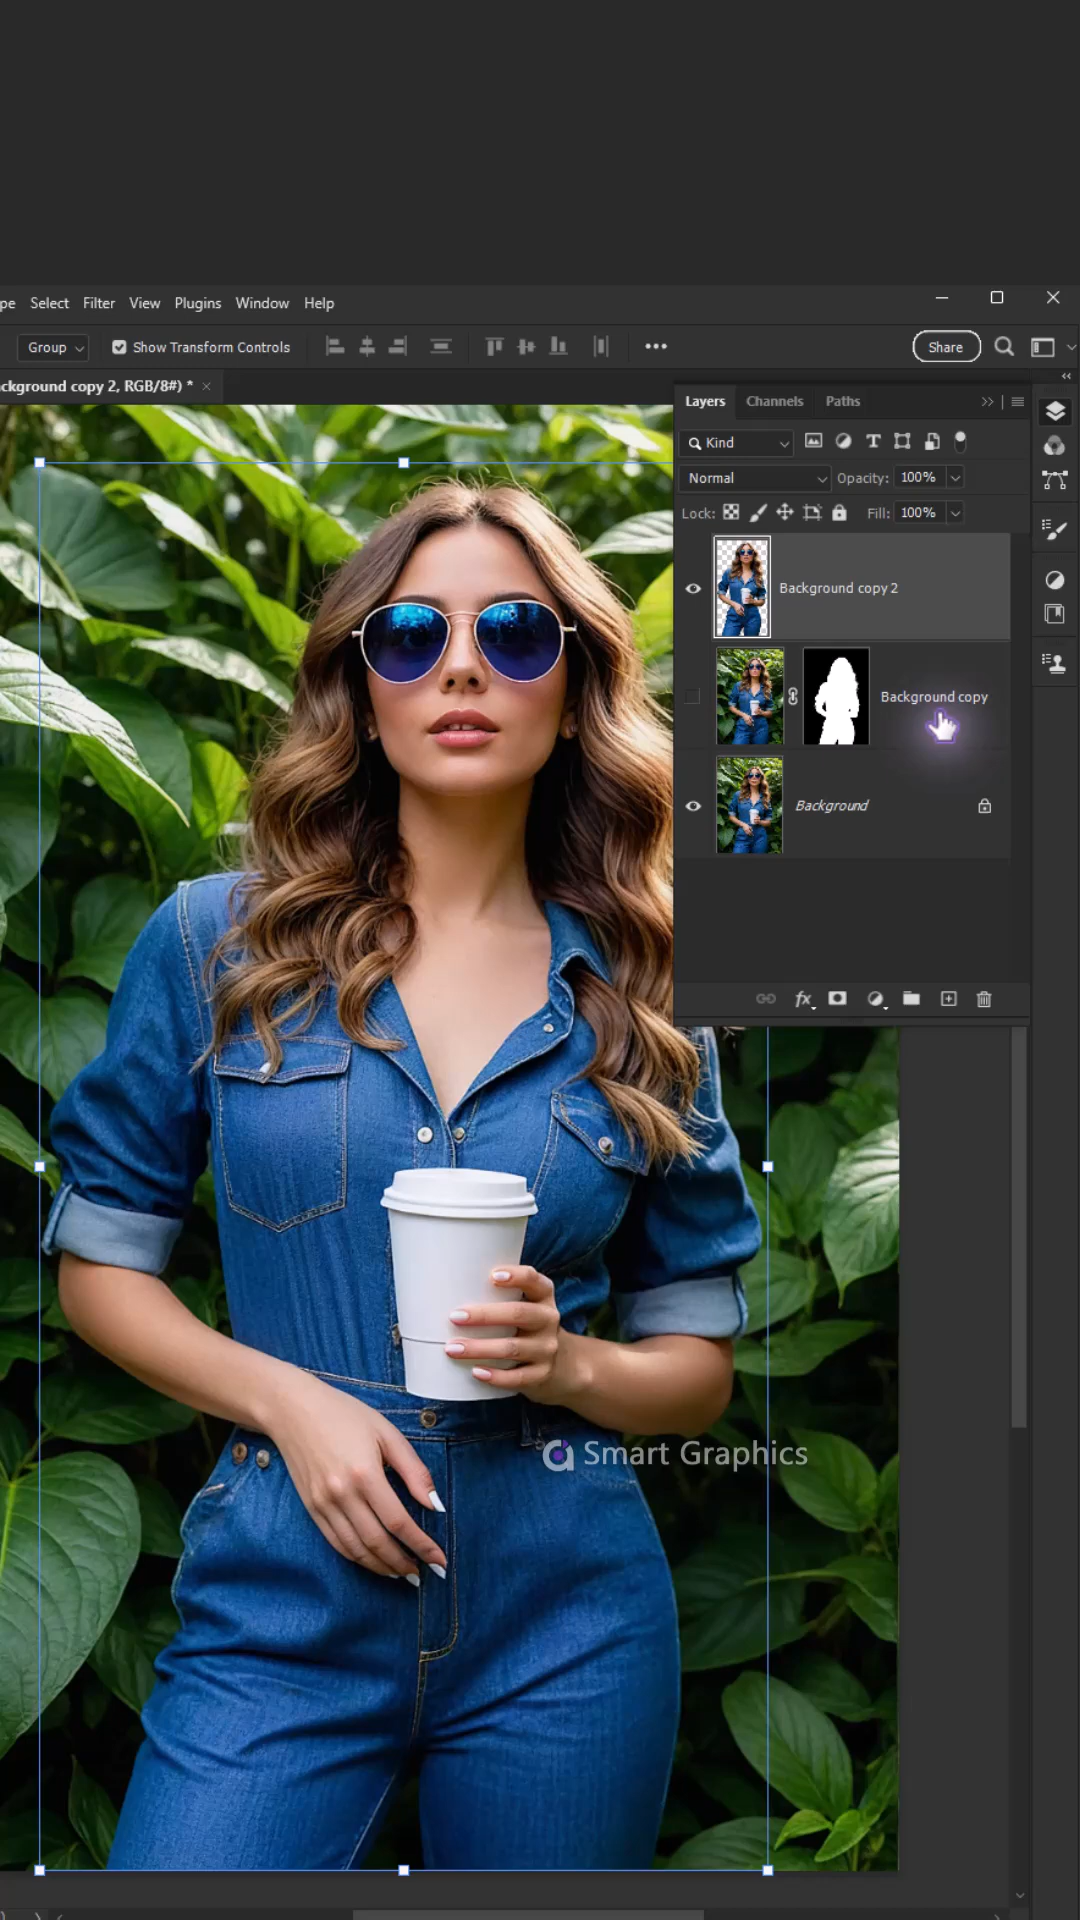 pe Select Filter View Plugins Window Help
Group Show Transform Controls Share
ckground copy 2, RGB/8#) * ×
Layers Channels Paths
Kind
Normal Opacity: 100%
Lock: Fill: 100%
Background copy 2
Background copy
Background
fx
Smart Graphics